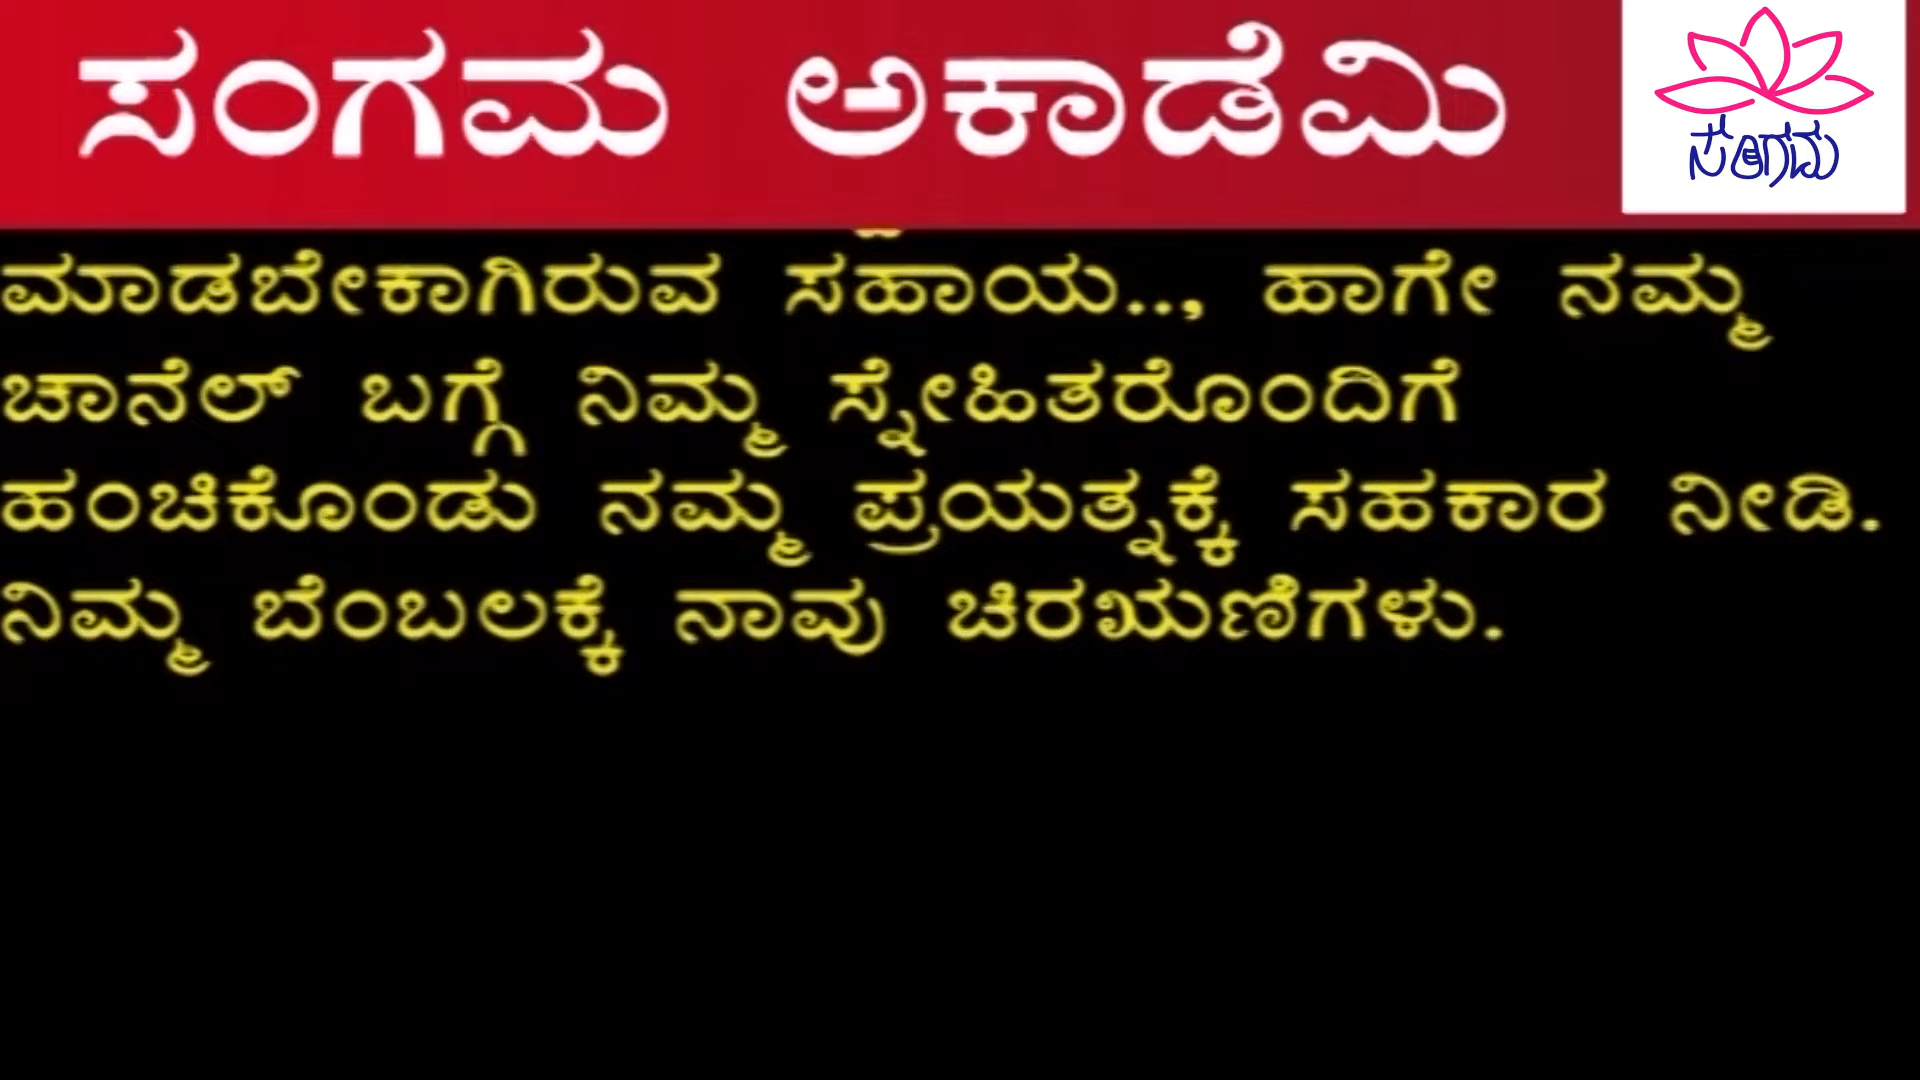 ಸಂಗಮ ಅಕಾಡೆಮಿ
ಸಂಗಮ
ಮಾಡಬೇಕಾಗಿರುವ ಸಹಾಯ.., ಹಾಗೇ ನಮ್ಮ
ಚಾನೆಲ್ ಬಗ್ಗೆ ನಿಮ್ಮ ಸ್ನೇಹಿತರೊಂದಿಗೆ
ಹಂಚಿಕೊಂಡು ನಮ್ಮ ಪ್ರಯತ್ನಕ್ಕೆ ಸಹಕಾರ ನೀಡಿ.
ನಿಮ್ಮ ಬೆಂಬಲಕ್ಕೆ ನಾವು ಚಿರಋಣಿಗಳು.